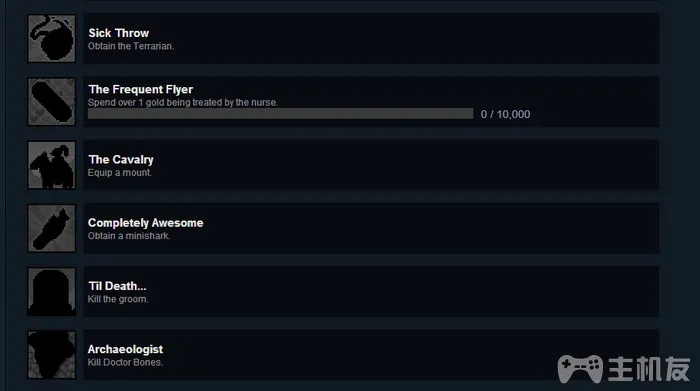 Sick Throw
Obtain the Terrarian.
The Frequent Flyer
Spend over 1 gold being treated by the nurse.
0 / 10,000
The Cavalry
Equip a mount.
Completely Awesome
Obtain a minishark.
Til Death...
Kill the groom.
Archaeologist
Kill Doctor Bones.
主机友